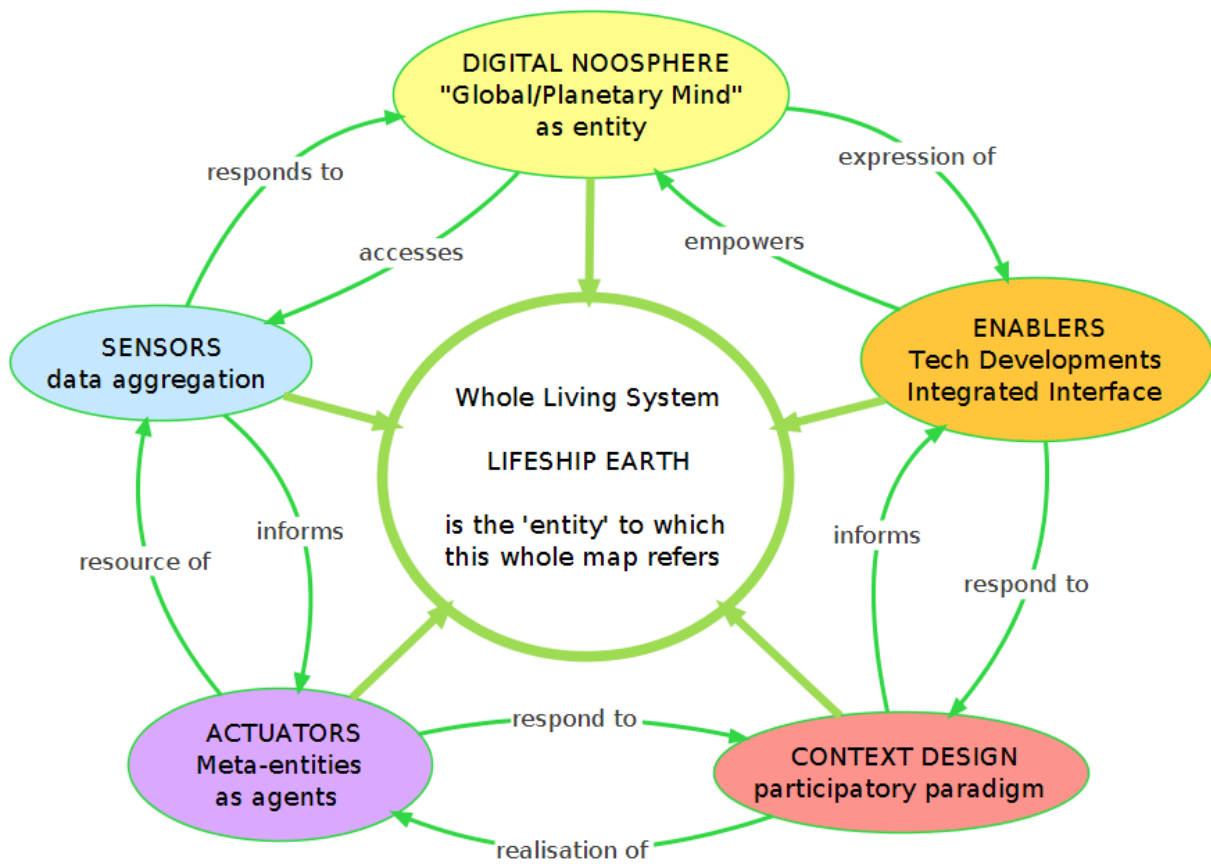 DIGITAL NOOSPHERE
"Global/Planetary Mind"
as entity
expression of
responds to
empowers
accesses
SENSORS
data aggregation
ENABLERS
Tech Developments
Integrated Interface
Whole Living System
LIFESHIP EARTH
is the 'entity' to which
this whole map refers
informs
resource of
informs
respond to
ACTUATORS
Meta-entities
as agents
respond to
CONTEXT DESIGN
participatory paradigm
realisation of